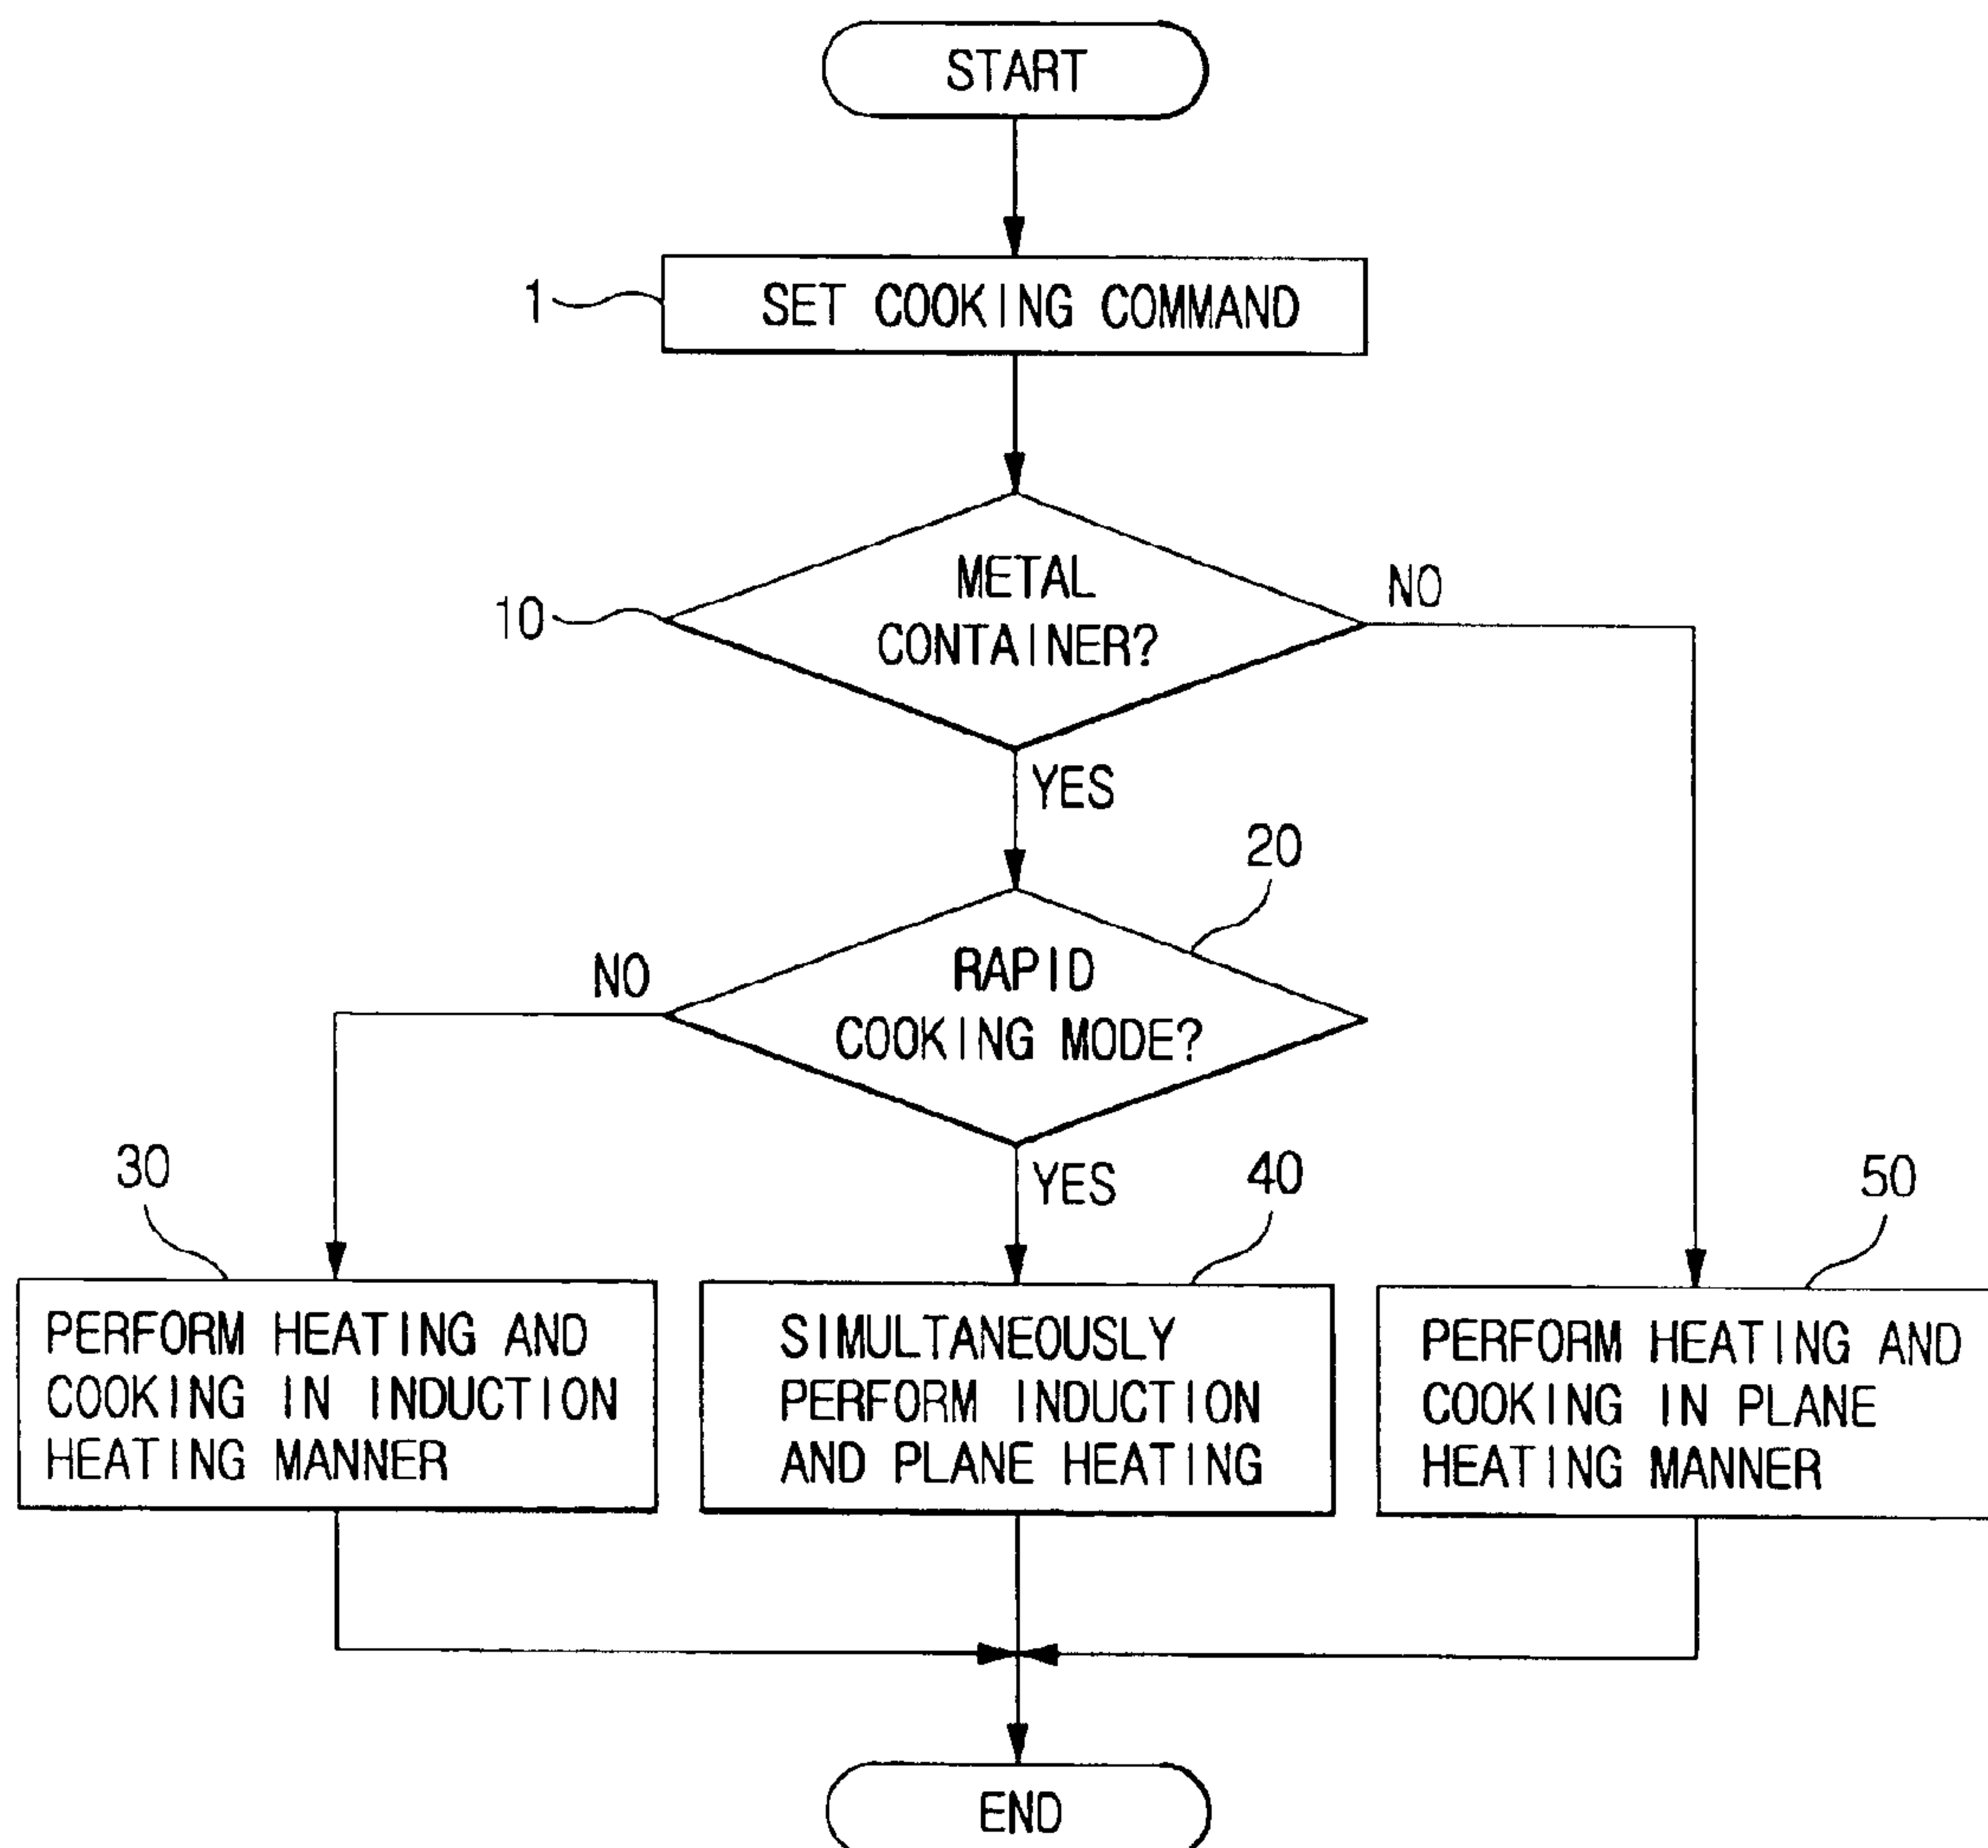 START
1
SET COOKING COMMAND
10
METAL
CONTAINER?
NO
YES
20
RAPID
COOKING MODE?
NO
YES
30
40
50
PERFORM HEATING AND
COOKING IN INDUCTION
HEATING MANNER
SIMULTANEOUSLY
PERFORM INDUCTION
AND PLANE HEATING
PERFORM HEATING AND
COOKING IN PLANE
HEATING MANNER
END